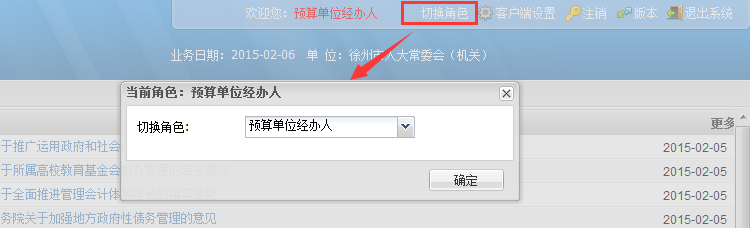 欢迎您：预算单位经办人 切换角色 客户端设置 注销 版本 退出系统
业务日期：2015-02-06 单 位：徐州市人大常委会（机关）
当前角色：预算单位经办人
切换角色： 预算单位经办人
确定
更多
于推广运用政府和社会 2015-02-05
于所属高校教育基金会 2015-02-05
于全面推进管理会计体 2015-02-05
务院关于加强地方政府性债务管理的意见 2015-02-05